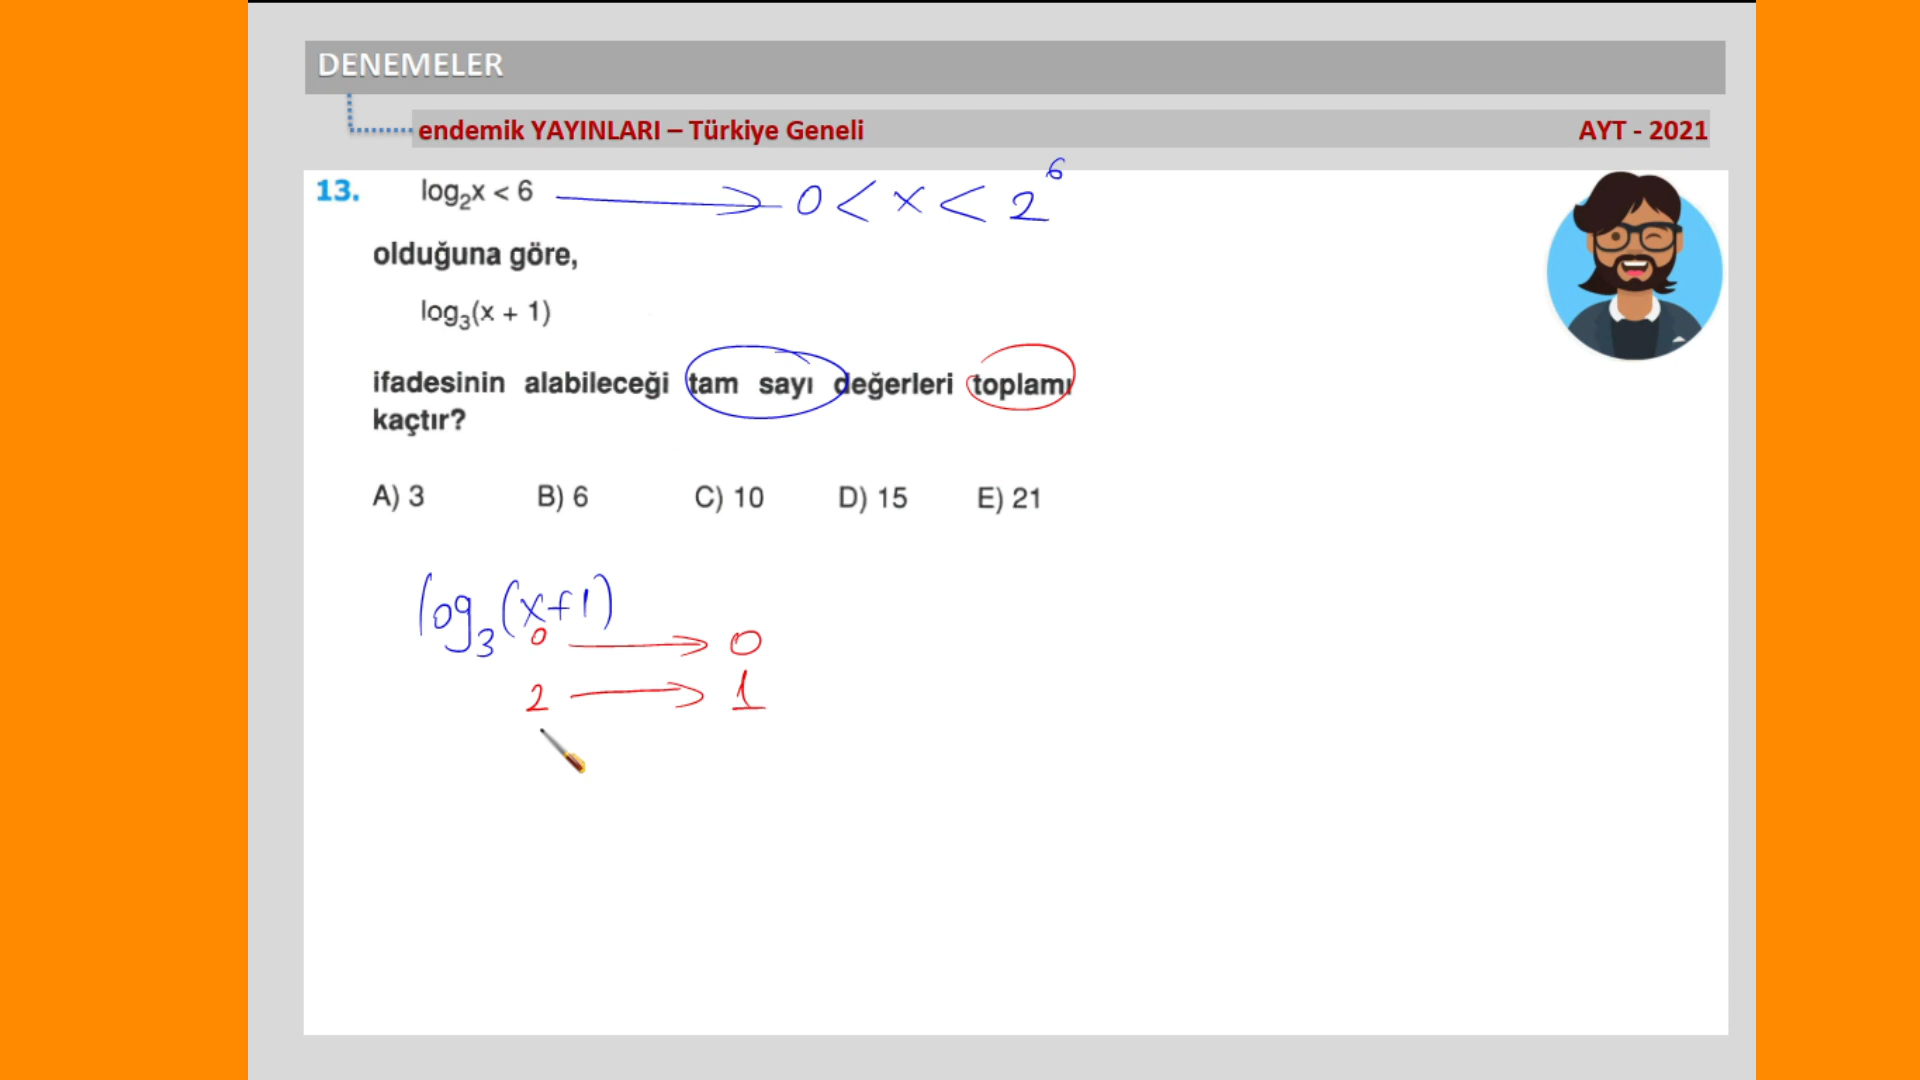 DENEMELER
endemik YAYINLARI – Türkiye Geneli AYT - 2021
13. log₂x < 6 → 0 < x < 2⁶
olduğuna göre,
log₃(x + 1)
ifadesinin alabileceği tam sayı değerleri toplamı
kaçtır?
A) 3 B) 6 C) 10 D) 15 E) 21
log₃(x+1)
0 → 0
2 → 1